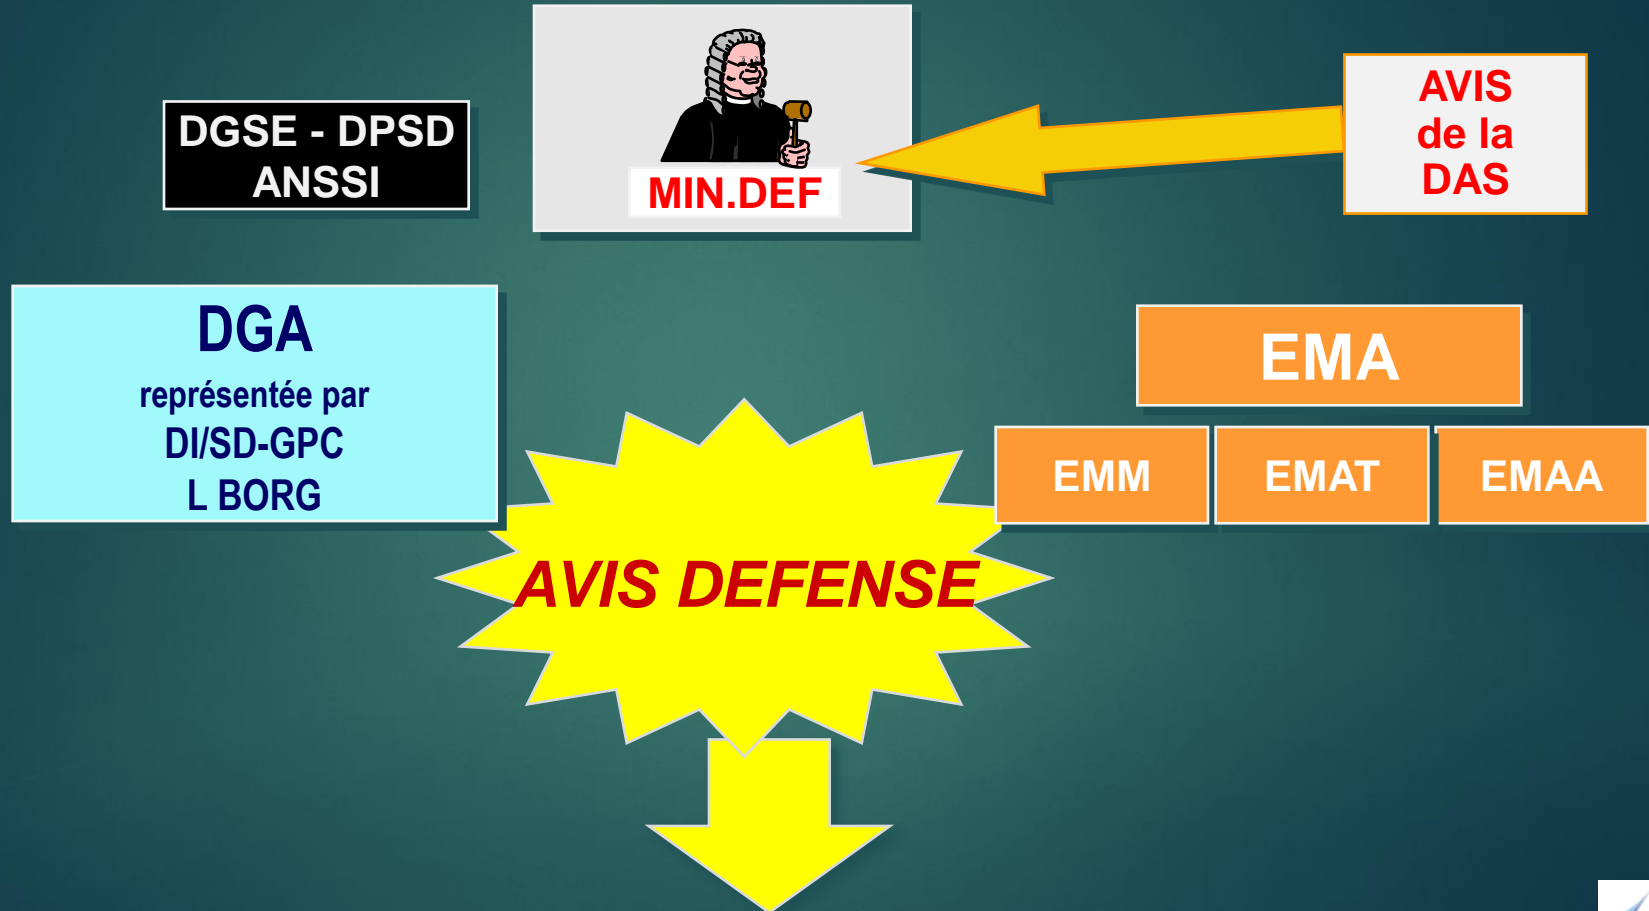 DGSE - DPSD
ANSSI
MIN.DEF
AVIS
de la
DAS
DGA
représentée par
DI/SD-GPC
L BORG
EMA
EMM
EMAT
EMAA
AVIS DEFENSE